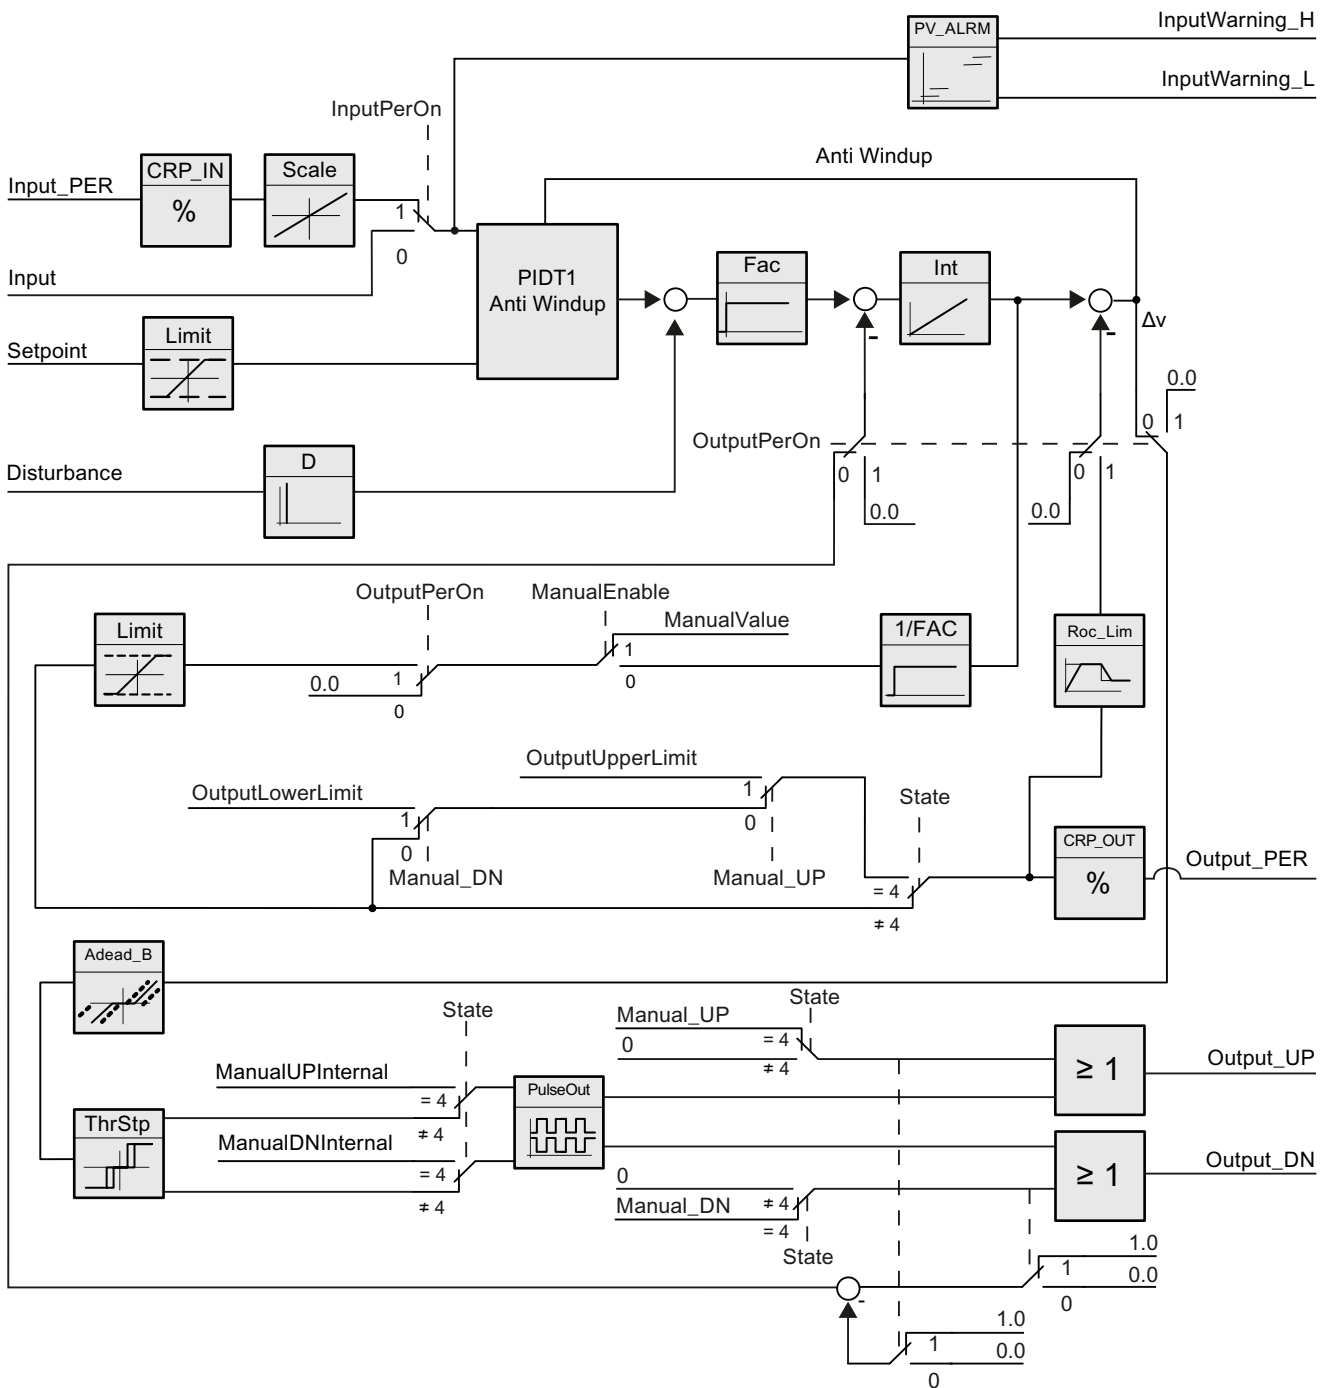 PV_ALRM
InputWarning_H
InputWarning_L
InputPerOn
Anti Windup
Input_PER
CRP_IN
%
Scale
1
0
Input
PIDT1
Anti Windup
Fac
Int
-
-
Δv
Setpoint
Limit
0.0
0 1
OutputPerOn
0 1
0.0
0 1
0.0
Disturbance
D
OutputPerOn
ManualEnable
ManualValue
Limit
1
0
0.0
1
0
1/FAC
Roc_Lim
OutputUpperLimit
OutputLowerLimit
1
0
1
0
State
Manual_DN
Manual_UP
= 4
≠ 4
CRP_OUT
%
Output_PER
Adead_B
State
State
Manual_UP
= 4
0
≠ 4
≥ 1
Output_UP
ManualUPInternal
= 4
≠ 4
PulseOut
ThrStp
ManualDNInternal
= 4
≠ 4
0
≠ 4
Manual_DN
= 4
State
≥ 1
Output_DN
1.0
1
0.0
0
-
1.0
1
0.0
0